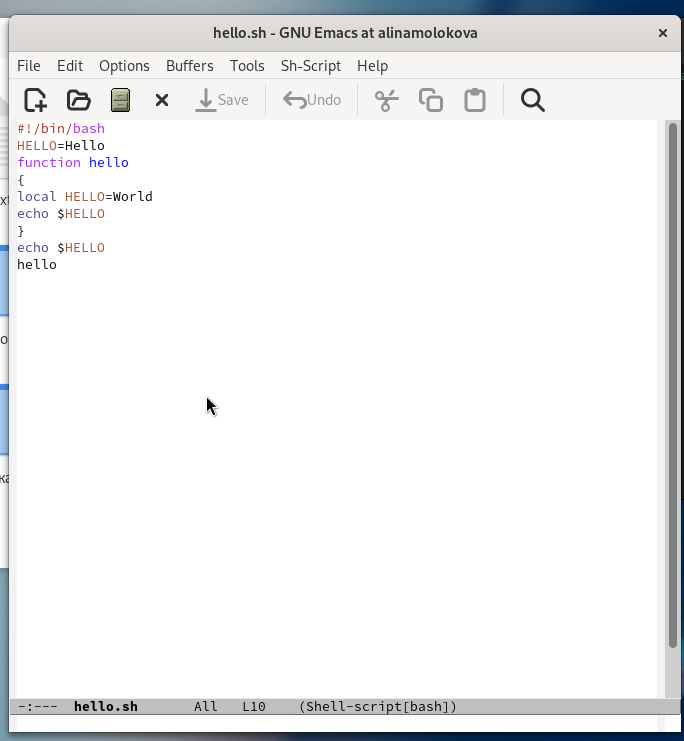 hello.sh - GNU Emacs at alinamolokova
File Edit Options Buffers Tools Sh-Script Help
Save Undo
#!/bin/bash
HELLO=Hello
function hello
{
local HELLO=World
echo $HELLO
}
echo $HELLO
hello
-:--- hello.sh All L10 (Shell-script[bash])